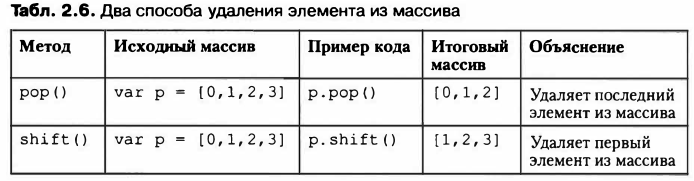 Табл. 2.6. Два способа удаления элемента из массива
Метод Исходный массив Пример кода Итоговый массив Объяснение
pop() var p = [0,1,2,3] p.pop() [0,1,2] Удаляет последний элемент из массива
shift() var p = [0,1,2,3] p.shift() [1,2,3] Удаляет первый элемент из массива